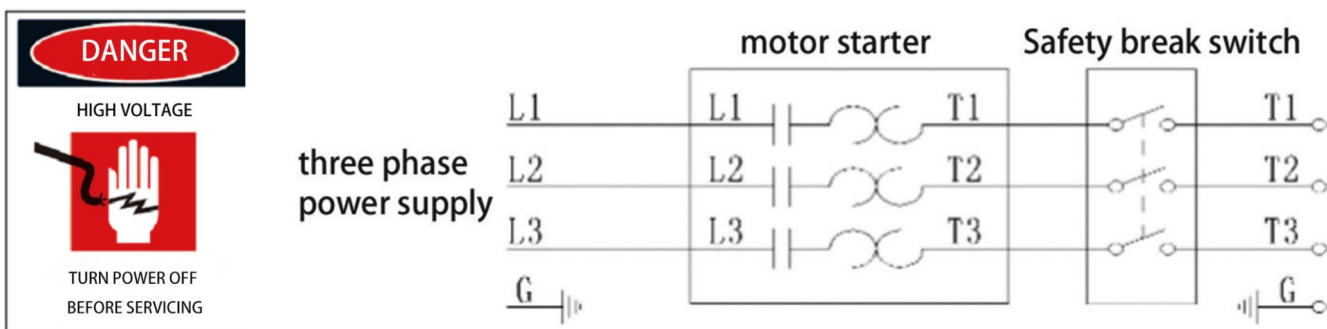 DANGER
HIGH VOLTAGE
TURN POWER OFF
BEFORE SERVICING
three phase
power supply
motor starter
Safety break switch
L1 L1 T1 T1
L2 L2 T2 T2
L3 L3 T3 T3
G G